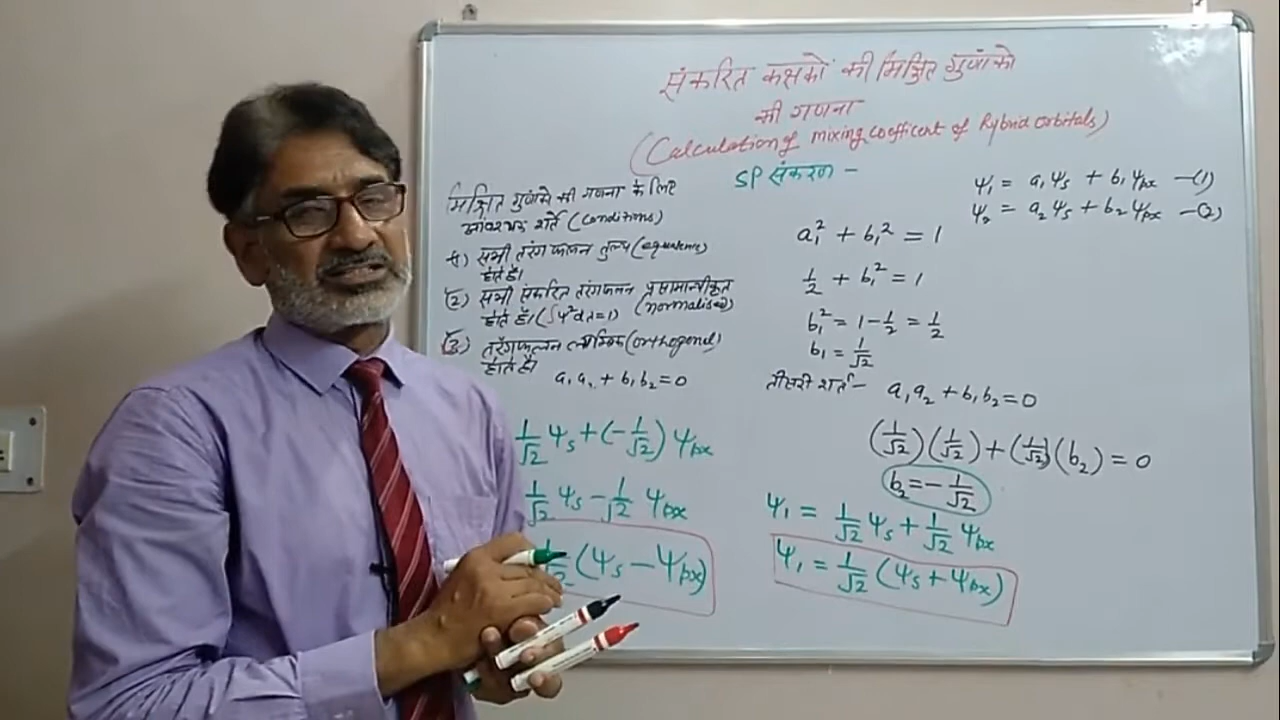 संकरित कक्षकों की मिश्रित गुणांको
की गणना
(Calculation of mixing coefficent of hybrid orbitals)
SP संकरण –
ψ₁ = a₁ψs + b₁ψpx –(1)
ψ₂ = a₂ψs + b₂ψpx –(2)
मिश्रित गुणांको की गणना के लिए
आवश्यक शर्ते (conditions)
(1) सभी तरंग फलन तुल्य
होते हैं।
(2) सभी संकरित तरंगफलन प्रसामान्यीकृत
होते हैं। (∫ψ²dτ=1) (normalised)
(3) तरंगफलन लाम्बिक (orthogonel)
होते हैं।
a₁a₂ + b₁b₂ = 0
1/√2 ψs + (-1/√2) ψpx
1/√2 ψs – 1/√2 ψpx
1/√2 (ψs – ψpx)
a₁² + b₁² = 1
1/2 + b₁² = 1
b₁² = 1 - 1/2 = 1/2
b₁ = 1/√2
तीसरी शर्त – a₁a₂ + b₁b₂ = 0
(1/√2)(1/√2) + (1/√2)(b₂) = 0
b₂ = – 1/√2
ψ₁ = 1/√2 ψs + 1/√2 ψpx
ψ₁ = 1/√2 (ψs + ψpx)